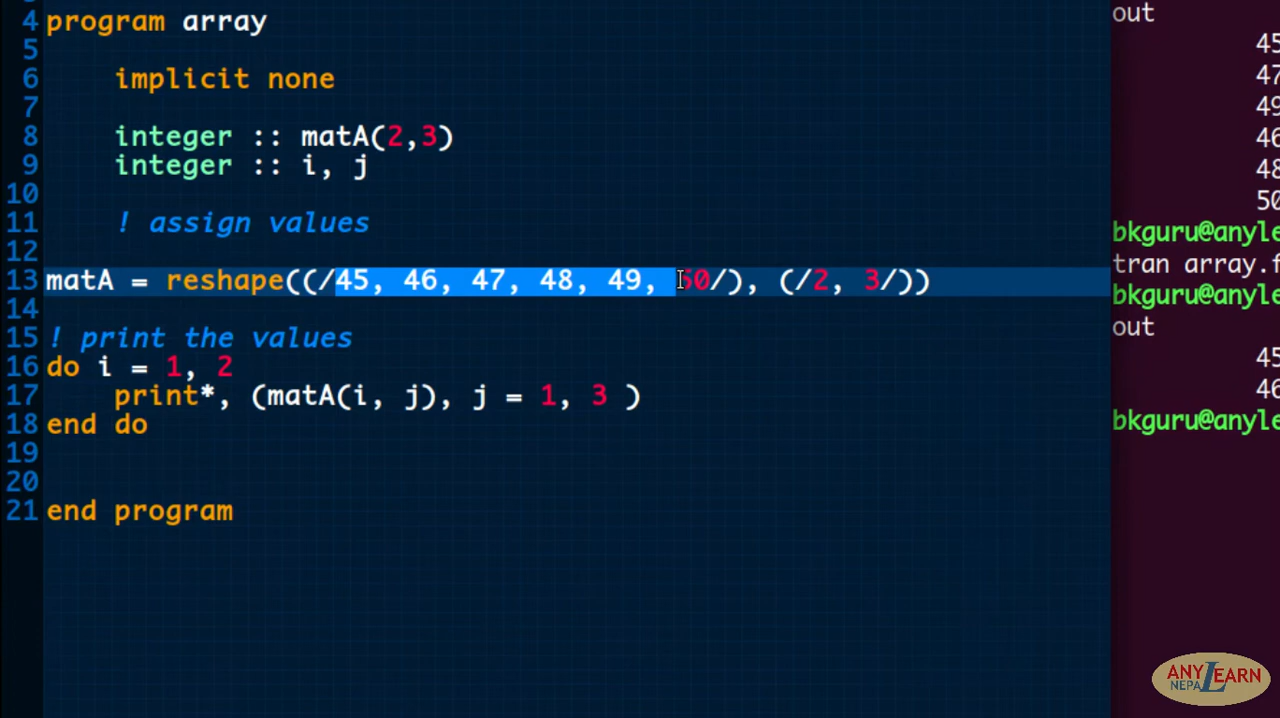 4 program array
5
6 implicit none
7
8 integer :: matA(2,3)
9 integer :: i, j
10
11 ! assign values
12
13 matA = reshape((/45, 46, 47, 48, 49, 50/), (/2, 3/))
14
15 ! print the values
16 do i = 1, 2
17 print*, (matA(i, j), j = 1, 3 )
18 end do
19
20
21 end program
out
45
47
49
46
48
50
bkguru@anyle
tran array.f
bkguru@anyle
out
45
46
bkguru@anyle
ANY LEARN
NEPAL